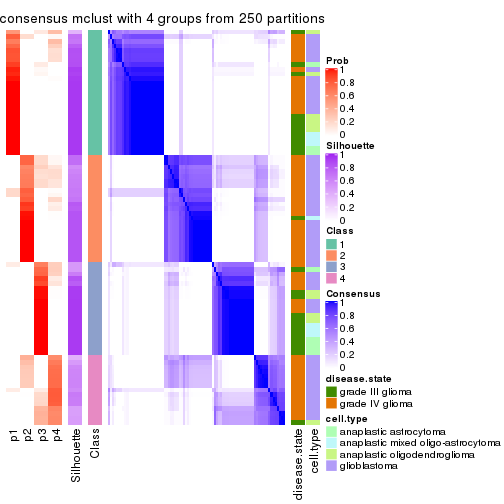 consensus mclust with 4 groups from 250 partitions
Prob
1
0.8
0.6
0.4
0.2
0
Silhouette
1
0.8
0.6
0.4
0.2
0
Class
1
2
3
4
Consensus
1
0.8
0.6
0.4
0.2
0
disease.state
grade III glioma
grade IV glioma
cell.type
anaplastic astrocytoma
anaplastic mixed oligo-astrocytoma
anaplastic oligodendroglioma
glioblastoma
p1
p2
p3
p4
Silhouette
Class
disease.state
cell.type